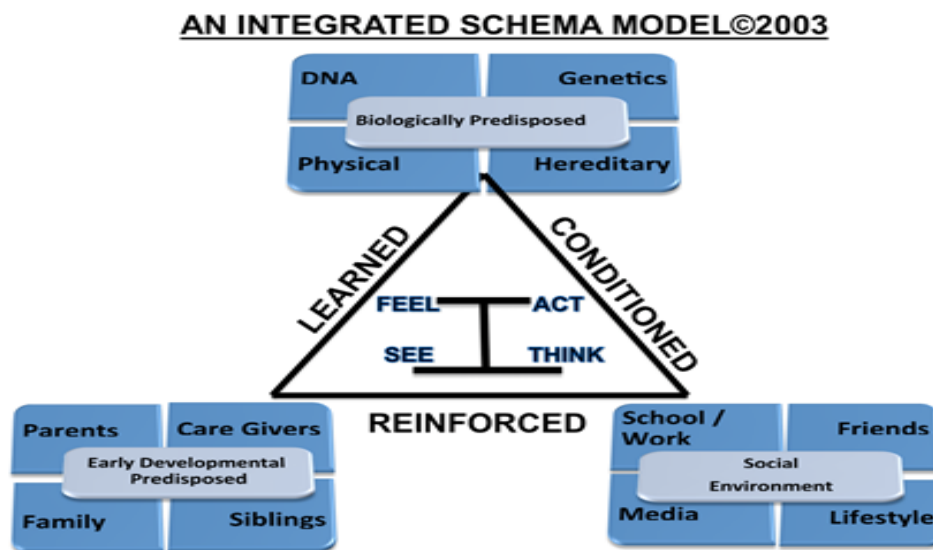 AN INTEGRATED SCHEMA MODEL©2003
DNA
Genetics
Biologically Predisposed
Physical
Hereditary
LEARNED
CONDITIONED
FEEL
ACT
SEE
THINK
REINFORCED
Parents
Care Givers
Early Developmental
Predisposed
Family
Siblings
School /
Work
Friends
Social
Environment
Media
Lifestyle